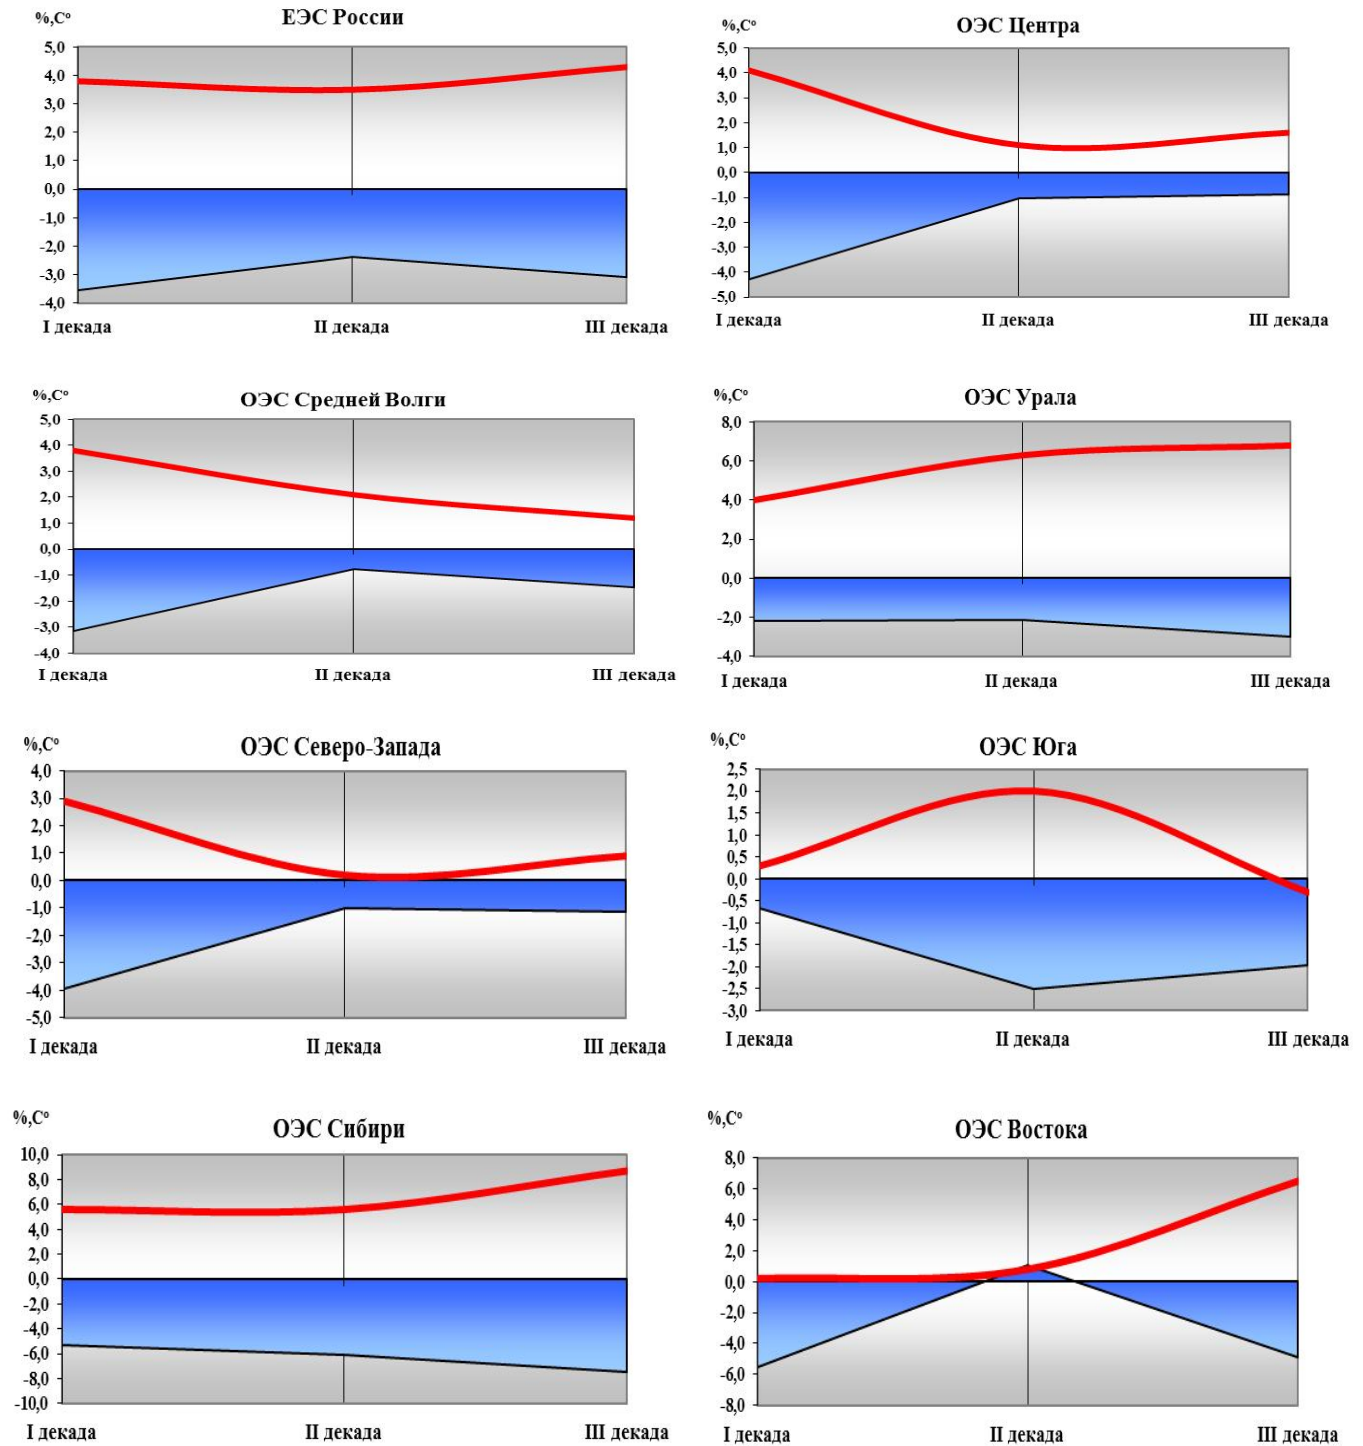 ЕЭС России
%,C°
5,0
4,0
3,0
2,0
1,0
0,0
-1,0
-2,0
-3,0
-4,0
I декада
II декада
III декада
ОЭС Центра
%,C°
5,0
4,0
3,0
2,0
1,0
0,0
-1,0
-2,0
-3,0
-4,0
-5,0
I декада
II декада
III декада
ОЭС Средней Волги
%,C°
5,0
4,0
3,0
2,0
1,0
0,0
-1,0
-2,0
-3,0
-4,0
I декада
II декада
III декада
ОЭС Урала
%,C°
8,0
6,0
4,0
2,0
0,0
-2,0
-4,0
I декада
II декада
III декада
ОЭС Северо-Запада
%,C°
4,0
3,0
2,0
1,0
0,0
-1,0
-2,0
-3,0
-4,0
-5,0
I декада
II декада
III декада
ОЭС Юга
%,C°
2,5
2,0
1,5
1,0
0,5
0,0
-0,5
-1,0
-1,5
-2,0
-2,5
-3,0
I декада
II декада
III декада
ОЭС Сибири
%,C°
10,0
8,0
6,0
4,0
2,0
0,0
-2,0
-4,0
-6,0
-8,0
-10,0
I декада
II декада
III декада
ОЭС Востока
%,C°
8,0
6,0
4,0
2,0
0,0
-2,0
-4,0
-6,0
-8,0
I декада
II декада
III декада